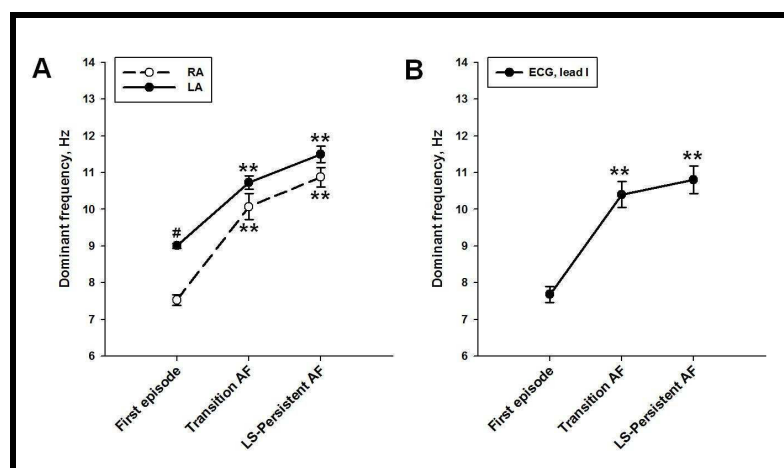 A
RA
LA
Dominant frequency, Hz
14
13
12
11
10
9
8
7
6
#
**
**
**
**
First episode
Transition AF
LS-Persistent AF
B
ECG, lead I
Dominant frequency, Hz
14
13
12
11
10
9
8
7
6
**
**
First episode
Transition AF
LS-Persistent AF